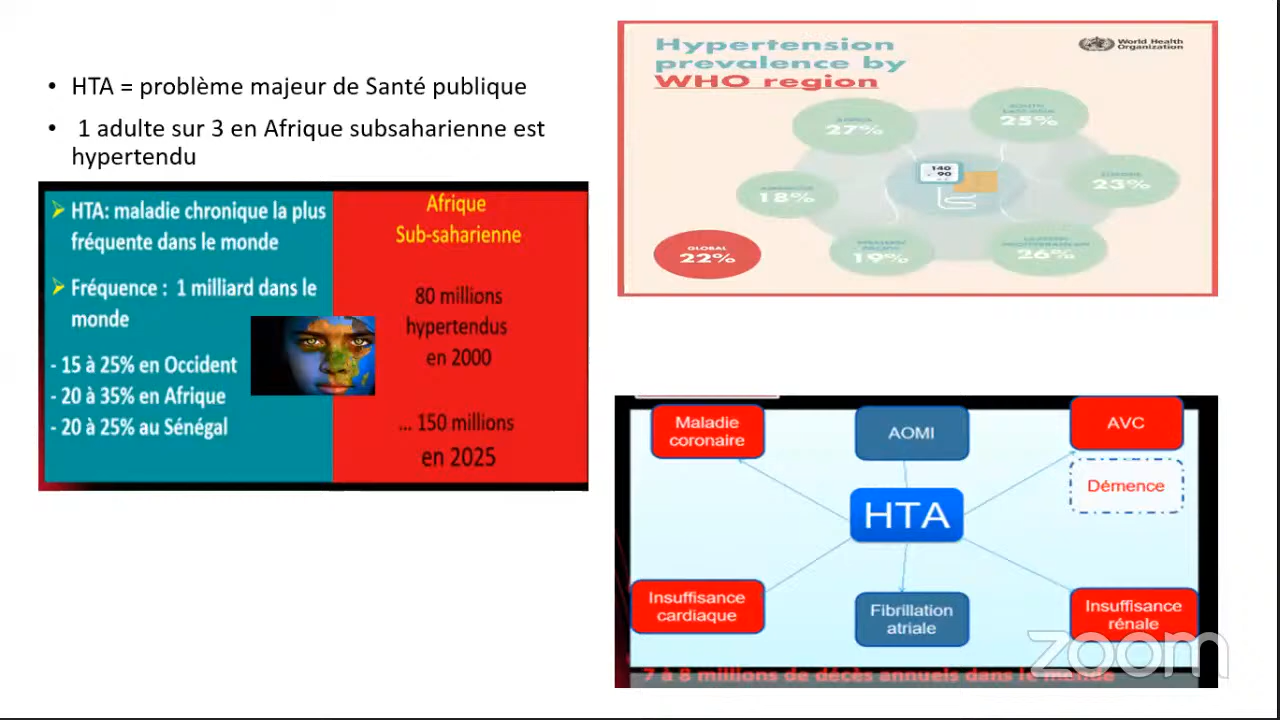 • HTA = problème majeur de Santé publique
• 1 adulte sur 3 en Afrique subsaharienne est
hypertendu
HTA: maladie chronique la plus
fréquente dans le monde
Fréquence : 1 milliard dans le
monde
- 15 à 25% en Occident
- 20 à 35% en Afrique
- 20 à 25% au Sénégal
Afrique
Sub-saharienne
80 millions
hypertendus
en 2000
... 150 millions
en 2025
Hypertension
prevalence by
WHO region
World Health
Organization
27%
25%
140
90
18%
23%
GLOBAL
22%
19%
26%
Maladie
coronaire
AOMI
AVC
Démence
HTA
Insuffisance
cardiaque
Fibrillation
atriale
Insuffisance
rénale
zoom
7 à 8 millions de décès annuels dans le monde